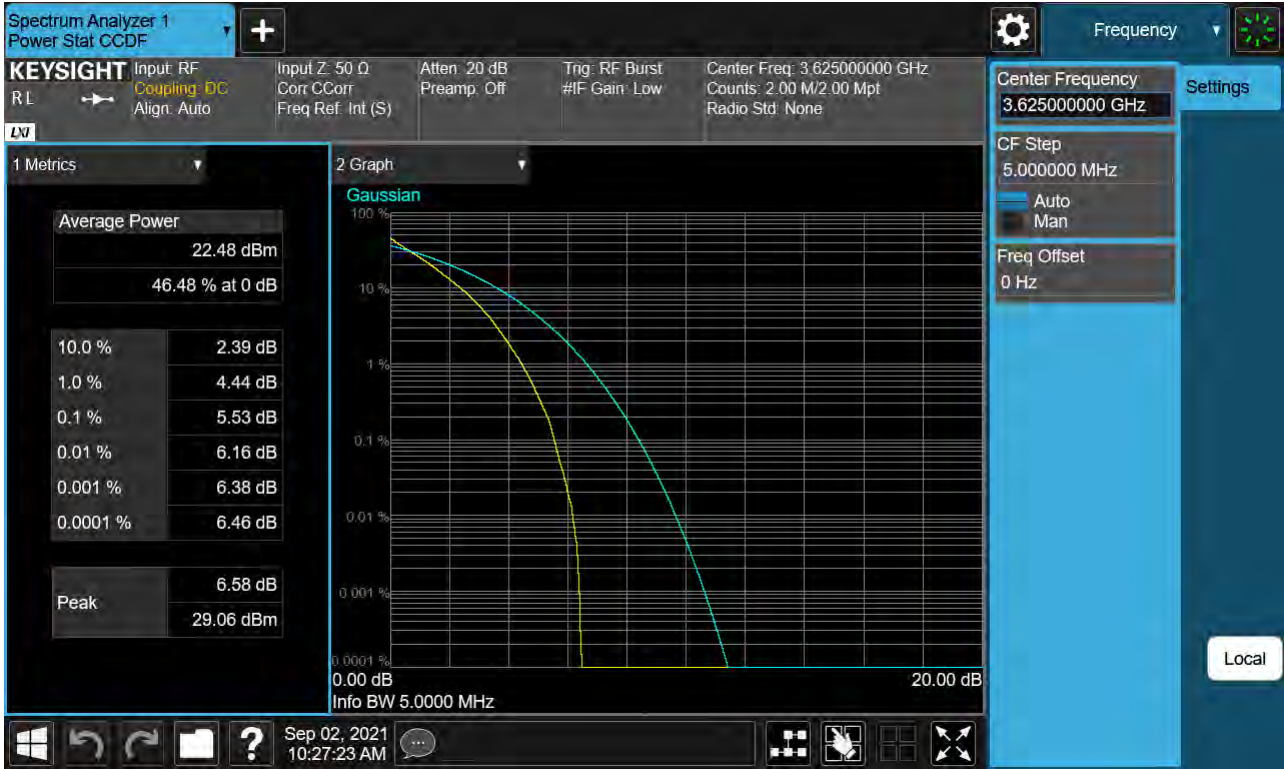 Spectrum Analyzer 1
Power Stat CCDF
Frequency
KEYSIGHT
RL
LXI
Input: RF
Coupling: DC
Align: Auto
Input Z: 50 Ω
Corr CCorr
Freq Ref: Int (S)
Atten: 20 dB
Preamp: Off
Trig: RF Burst
#IF Gain: Low
Center Freq: 3.625000000 GHz
Counts: 2.00 M/2.00 Mpt
Radio Std: None
1 Metrics
Average Power
22.48 dBm
46.48 % at 0 dB
10.0 % 2.39 dB
1.0 % 4.44 dB
0.1 % 5.53 dB
0.01 % 6.16 dB
0.001 % 6.38 dB
0.0001 % 6.46 dB
Peak
6.58 dB
29.06 dBm
2 Graph
Gaussian
100 %
10 %
1 %
0.1 %
0.01 %
0.001 %
0.0001 %
0.00 dB 20.00 dB
Info BW 5.0000 MHz
Center Frequency
3.625000000 GHz
CF Step
5.000000 MHz
Auto
Man
Freq Offset
0 Hz
Settings
Local
?
Sep 02, 2021
10:27:23 AM